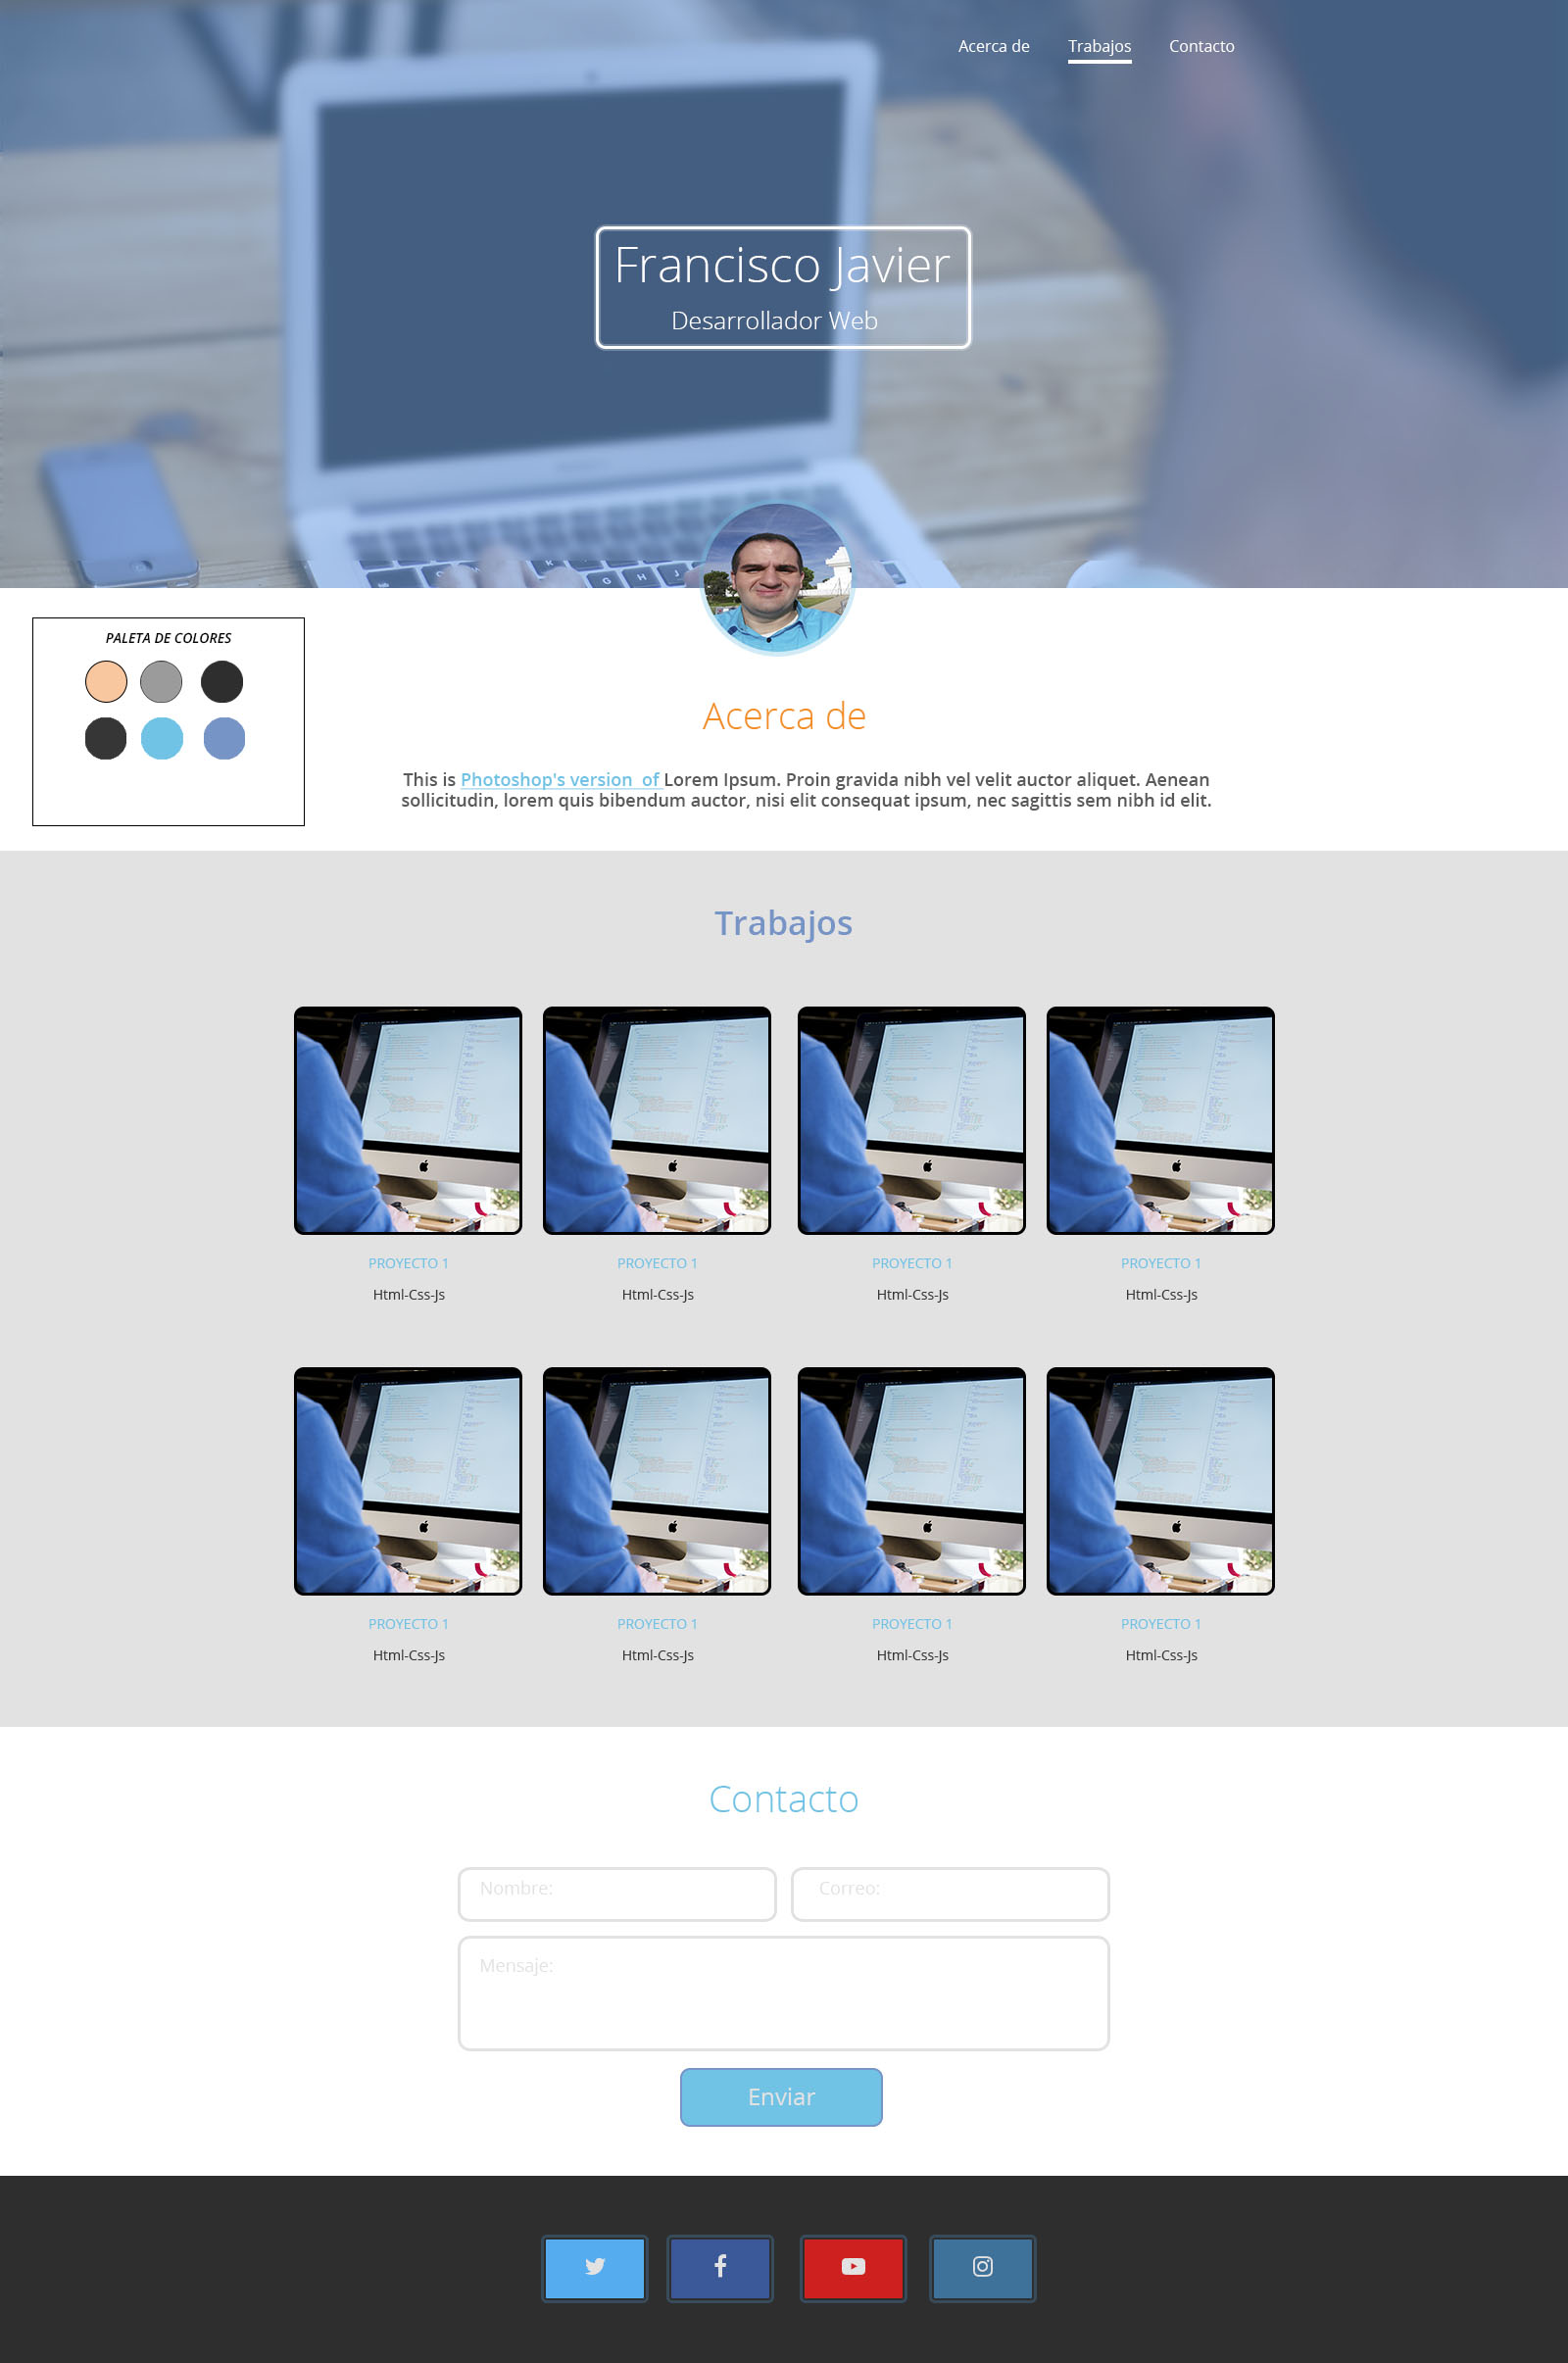 Acerca de Trabajos Contacto
Francisco Javier
Desarrollador Web
PALETA DE COLORES
Acerca de
This is Photoshop's version  of Lorem Ipsum. Proin gravida nibh vel velit auctor aliquet. Aenean
sollicitudin, lorem quis bibendum auctor, nisi elit consequat ipsum, nec sagittis sem nibh id elit.
Trabajos
PROYECTO 1 PROYECTO 1 PROYECTO 1 PROYECTO 1
Html-Css-Js Html-Css-Js Html-Css-Js Html-Css-Js
PROYECTO 1 PROYECTO 1 PROYECTO 1 PROYECTO 1
Html-Css-Js Html-Css-Js Html-Css-Js Html-Css-Js
Contacto
Nombre: Correo:
Mensaje:
Enviar